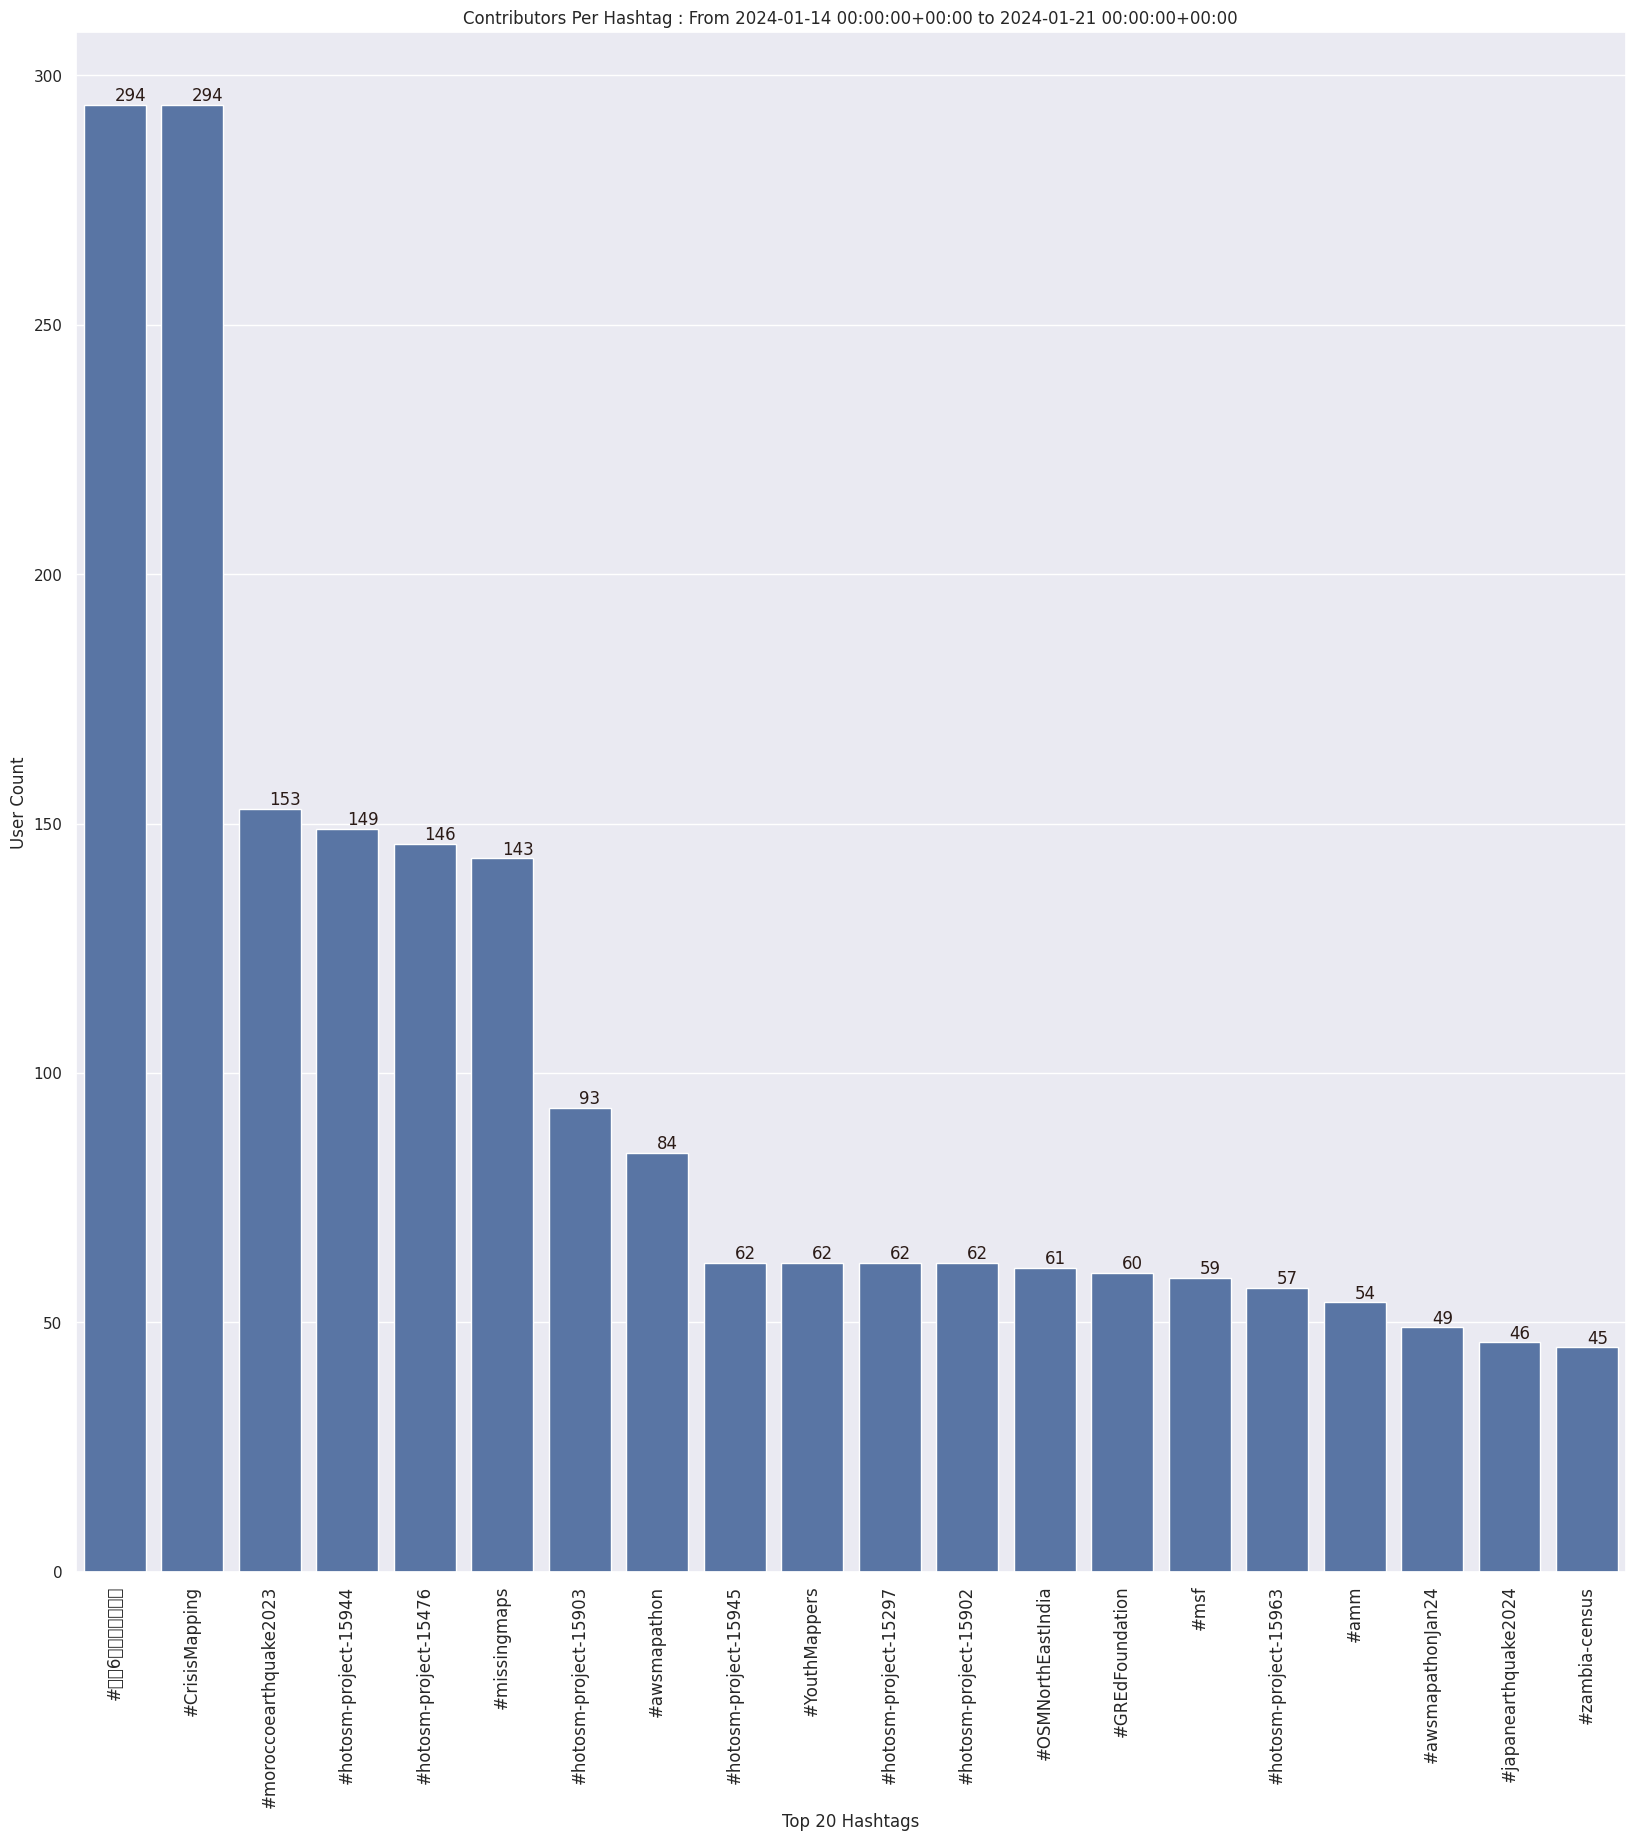 Contributors Per Hashtag : From 2024-01-14 00:00:00+00:00 to 2024-01-21 00:00:00+00:00
User Count
300
250
200
150
100
50
0
294
294
153
149
146
143
93
84
62
62
62
62
61
60
59
57
54
49
46
45
#CrisisMapping
#moroccoearthquake2023
#hotosm-project-15944
#hotosm-project-15476
#missingmaps
#hotosm-project-15903
#awsmapathon
#hotosm-project-15945
#YouthMappers
#hotosm-project-15297
#hotosm-project-15902
#OSMNorthEastIndia
#GREdFoundation
#msf
#hotosm-project-15963
#amm
#awsmapathonJan24
#japanearthquake2024
#zambia-census
Top 20 Hashtags